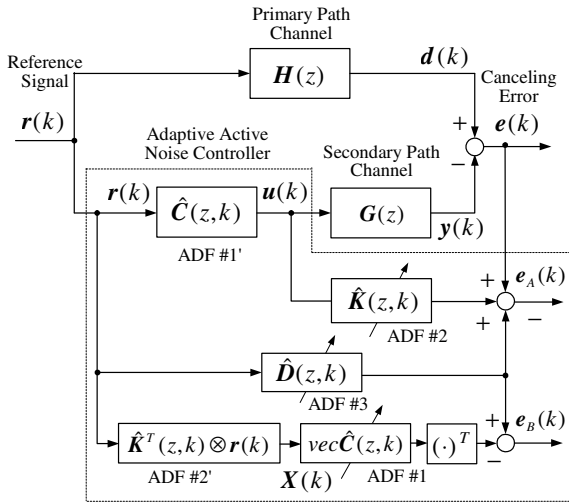 Primary Path
Channel
Reference
Signal
H(z)
d(k)
Canceling
Error
r(k)
+
e(k)
−
Adaptive Active
Noise Controller
Secondary Path
Channel
r(k)
Ĉ(z,k)
u(k)
G(z)
y(k)
ADF #1'
+
e_A(k)
K̂(z,k)
+
−
ADF #2
D̂(z,k)
ADF #3
+
e_B(k)
K̂^T(z,k)⊗r(k)
vecĈ(z,k)
(·)^T
−
ADF #2'
X(k)
ADF #1